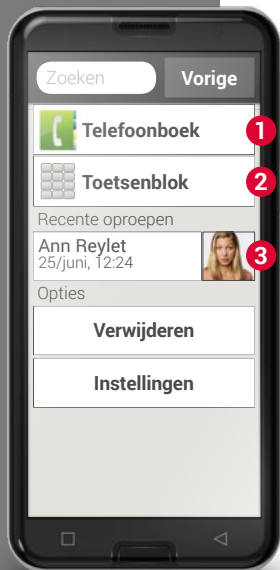 Zoeken Vorige
Telefoonboek 1
Toetsenblok 2
Recente oproepen
Ann Reylet 3
25/juni, 12:24
Opties
Verwijderen
Instellingen